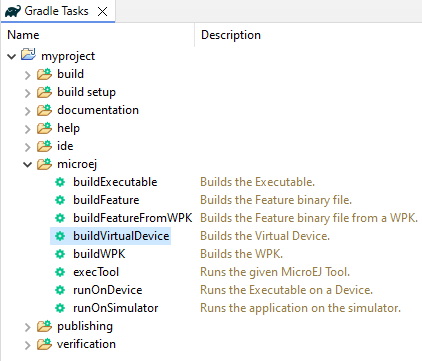 Gradle Tasks
Name Description
myproject
build
build setup
documentation
help
ide
microej
buildExecutable Builds the Executable.
buildFeature Builds the Feature binary file.
buildFeatureFromWPK Builds the Feature binary file from a WPK.
buildVirtualDevice Builds the Virtual Device.
buildWPK Builds the WPK.
execTool Runs the given MicroEJ Tool.
runOnDevice Runs the Executable on a Device.
runOnSimulator Runs the application on the simulator.
publishing
verification